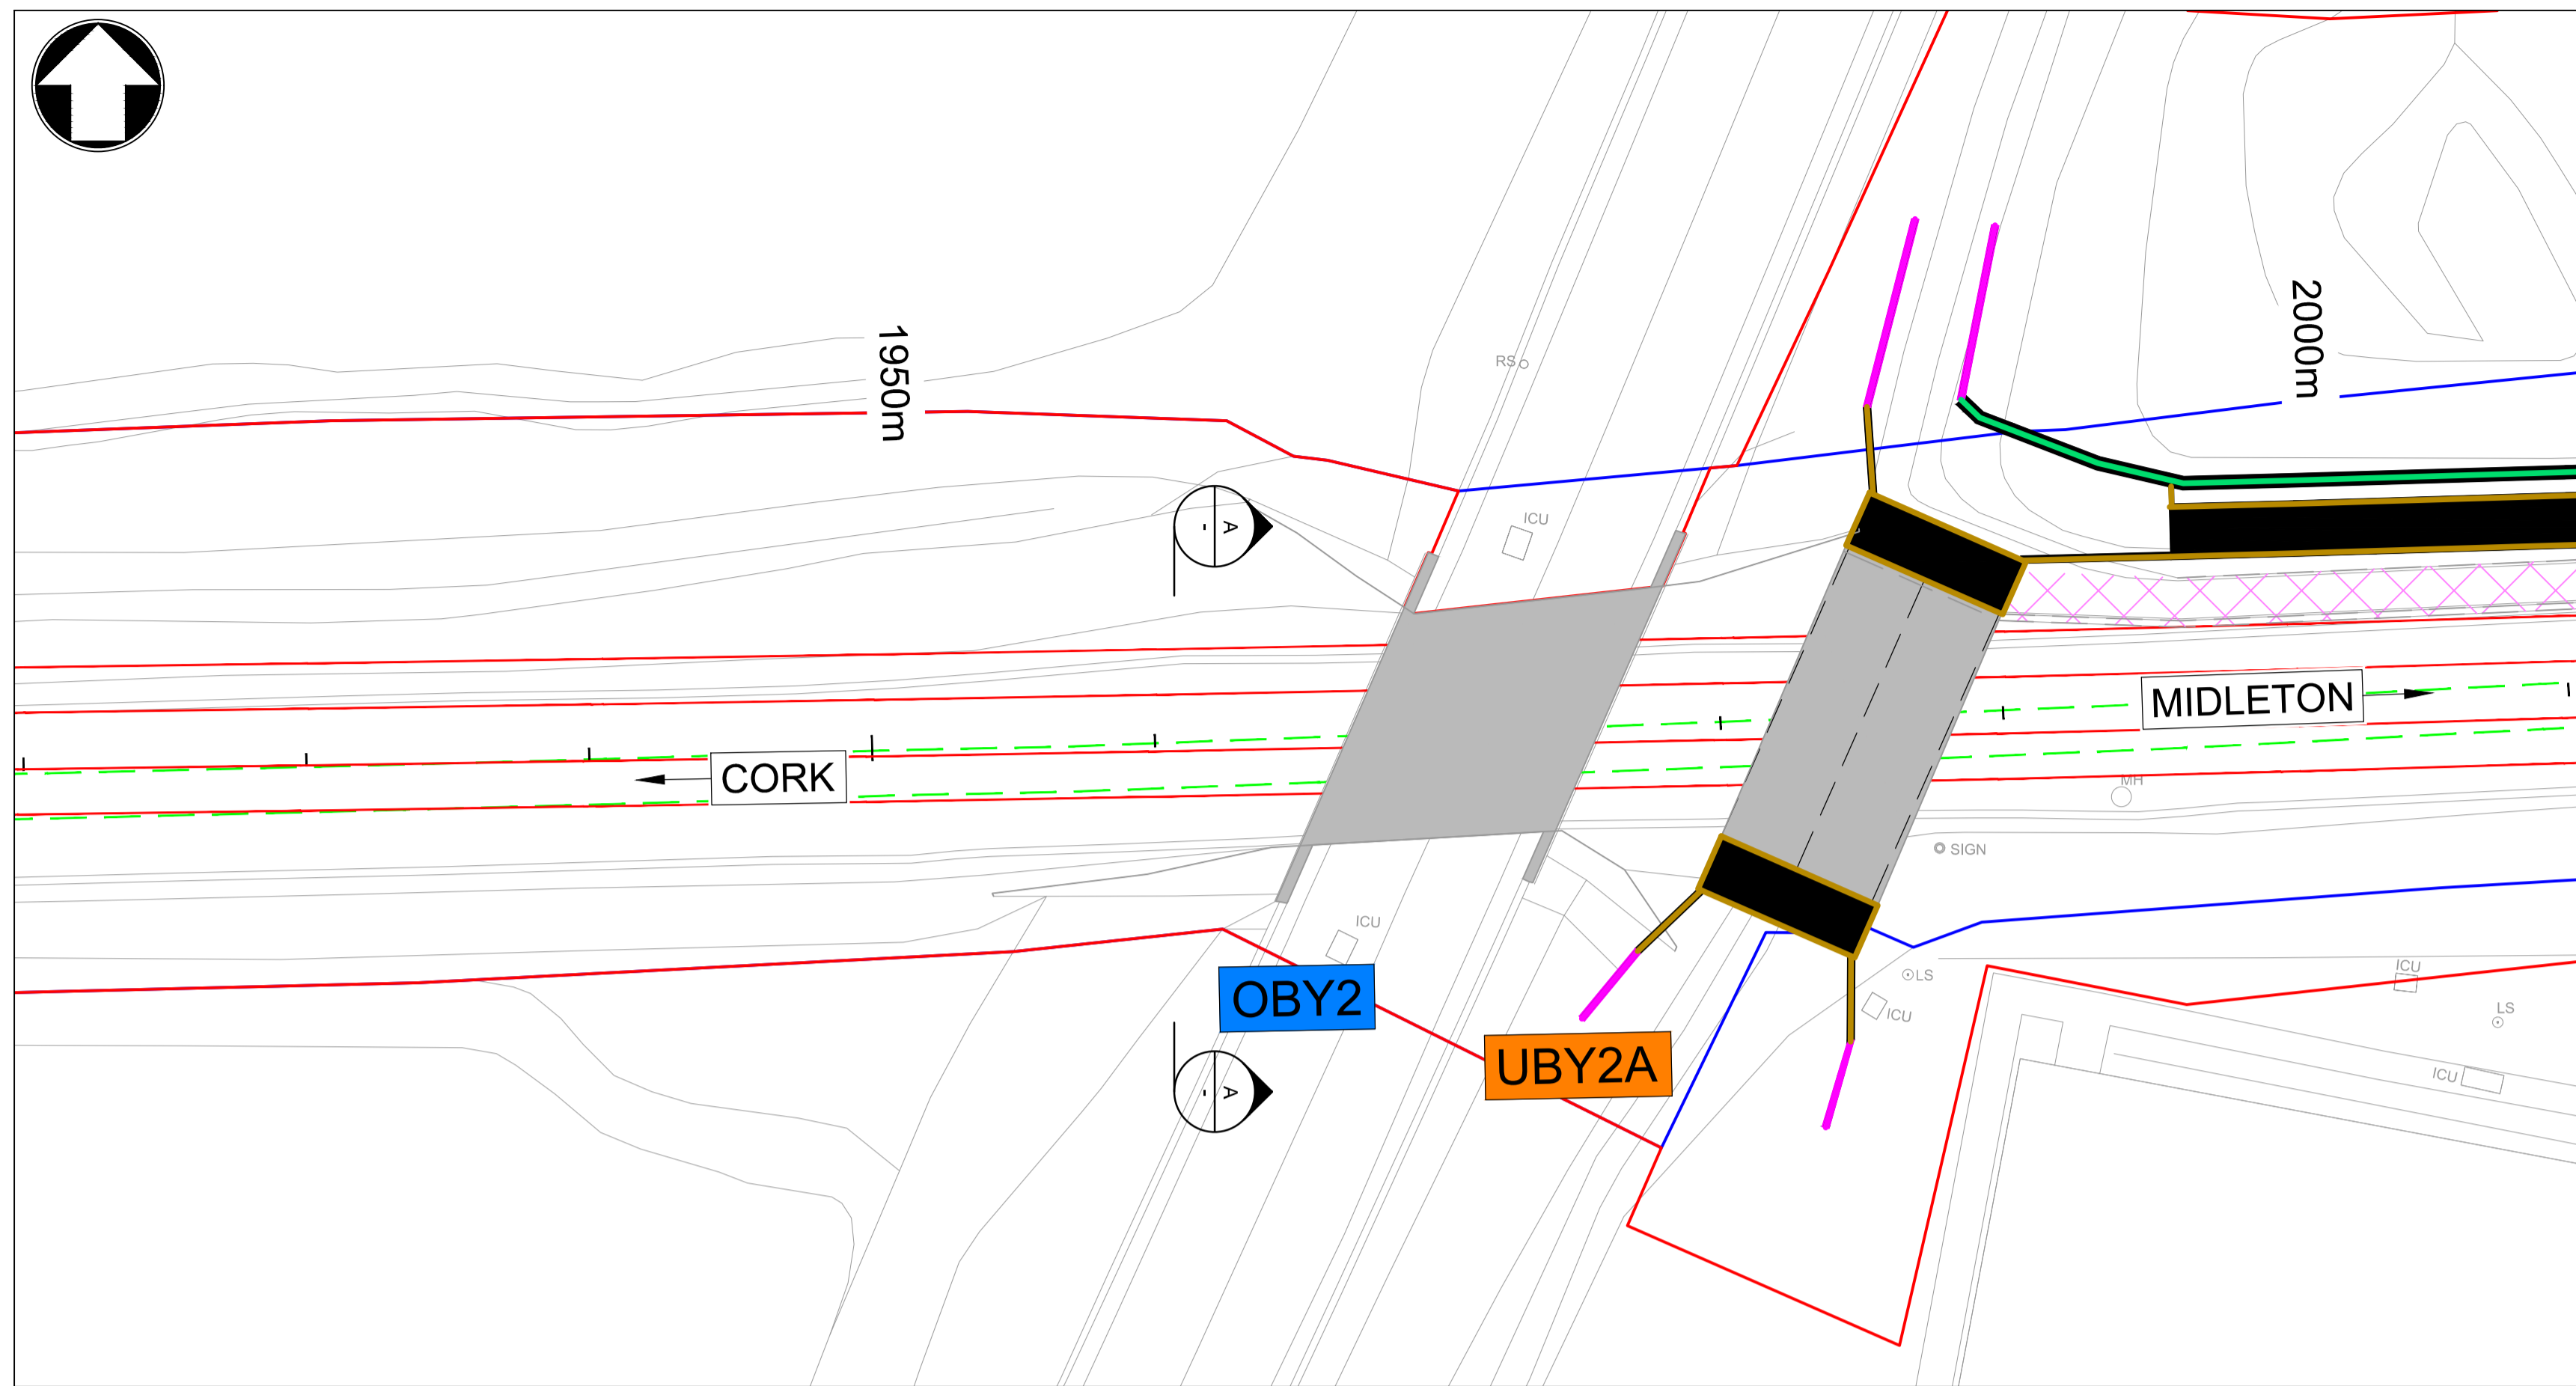 2000m
1950m
RS
ICU
A
-
MIDLETON
CORK
MH
SIGN
ICU
ICU
LS
OBY2
ICU
LS
UBY2A
ICU
A
-